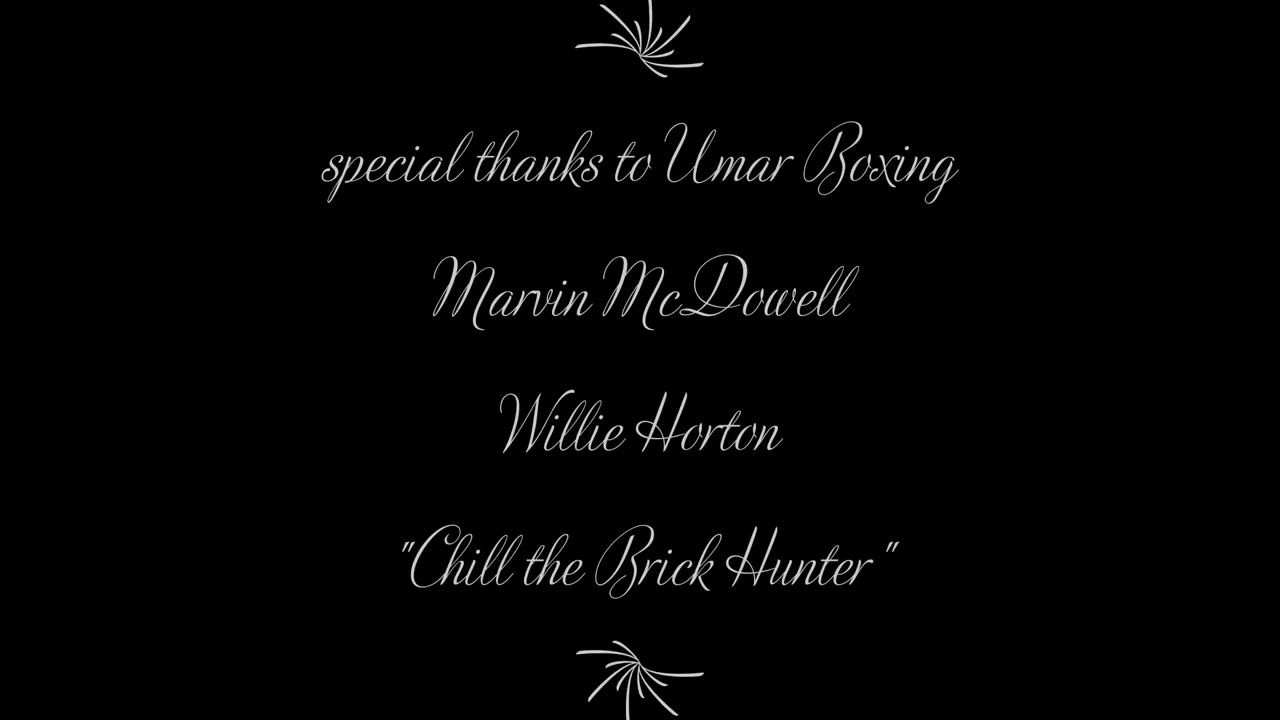 special thanks to Umar Boxing
Marvin McDowell
Willie Horton
"Chill the Brick Hunter "